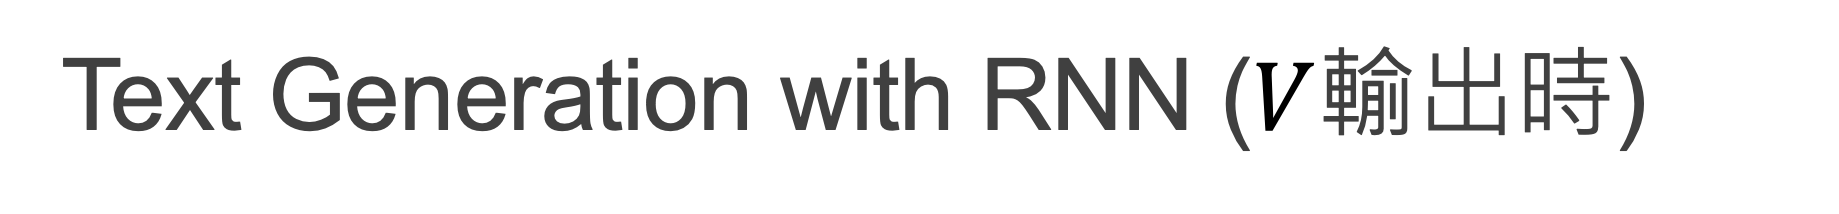 Text Generation with RNN (V輸出時)